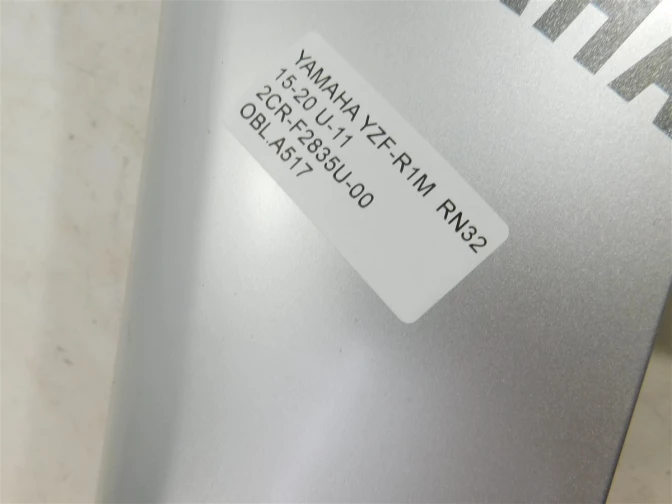 YAMAHA YZF-R1M RN32
15-20 U-11
2CR-F2835U-00
OBL.A517